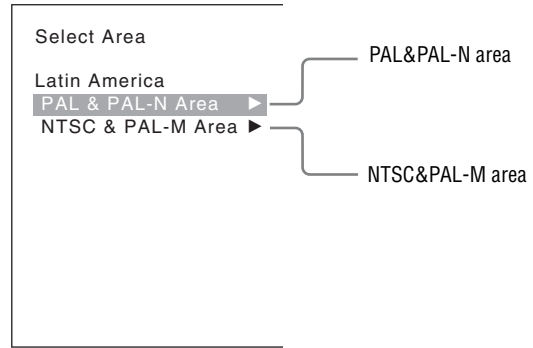 Select Area
Latin America
PAL & PAL-N Area ►
NTSC & PAL-M Area ►
PAL&PAL-N area
NTSC&PAL-M area